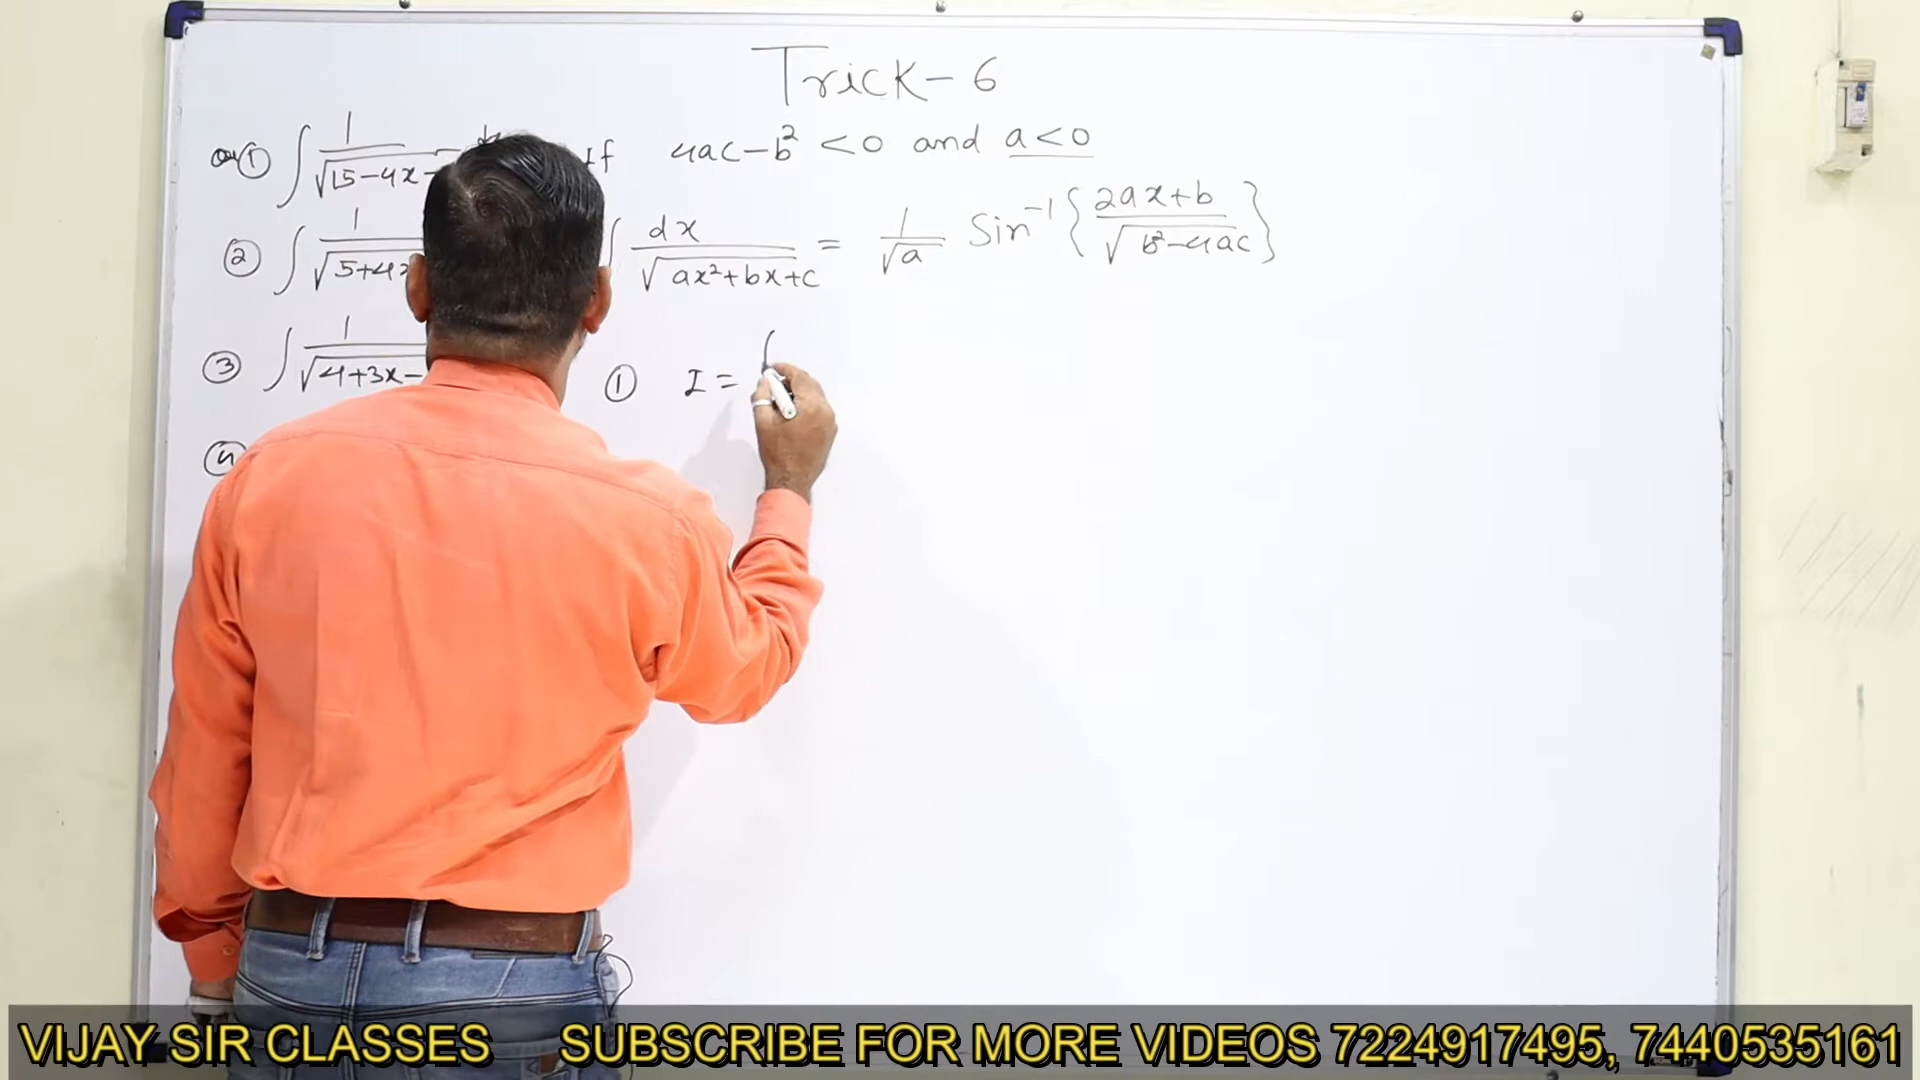 Trick-6
① ∫ 1/√(15-4x- If 4ac-b² <0 and a<0
② ∫ 1/√(5+4x ∫ dx/√(ax²+bx+c) = 1/√a Sin⁻¹ {(2ax+b)/√(b²-4ac)}
③ ∫ 1/√(4+3x- ① I = ∫
④
VIJAY SIR CLASSES SUBSCRIBE FOR MORE VIDEOS 7224917495, 7440535161